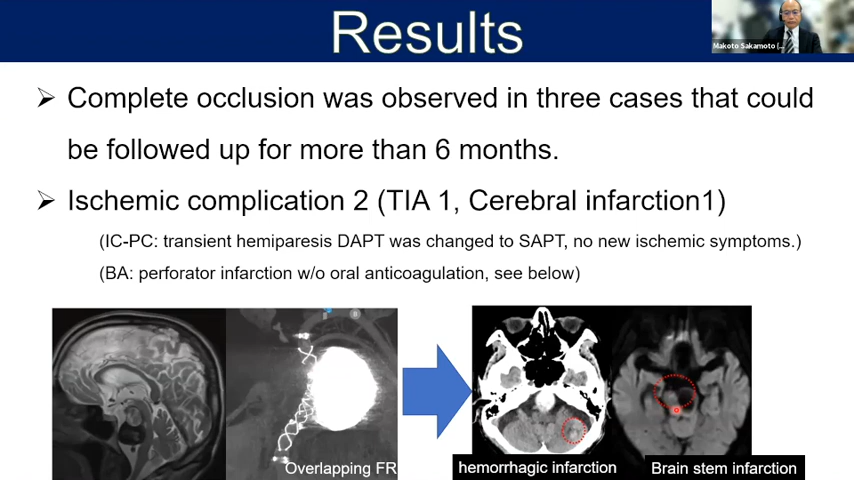 Results
Makoto Sakamoto (...
➢ Complete occlusion was observed in three cases that could
be followed up for more than 6 months.
➢ Ischemic complication 2 (TIA 1, Cerebral infarction1)
(IC-PC: transient hemiparesis DAPT was changed to SAPT, no new ischemic symptoms.)
(BA: perforator infarction w/o oral anticoagulation, see below)
Overlapping FR
hemorrhagic infarction
Brain stem infarction